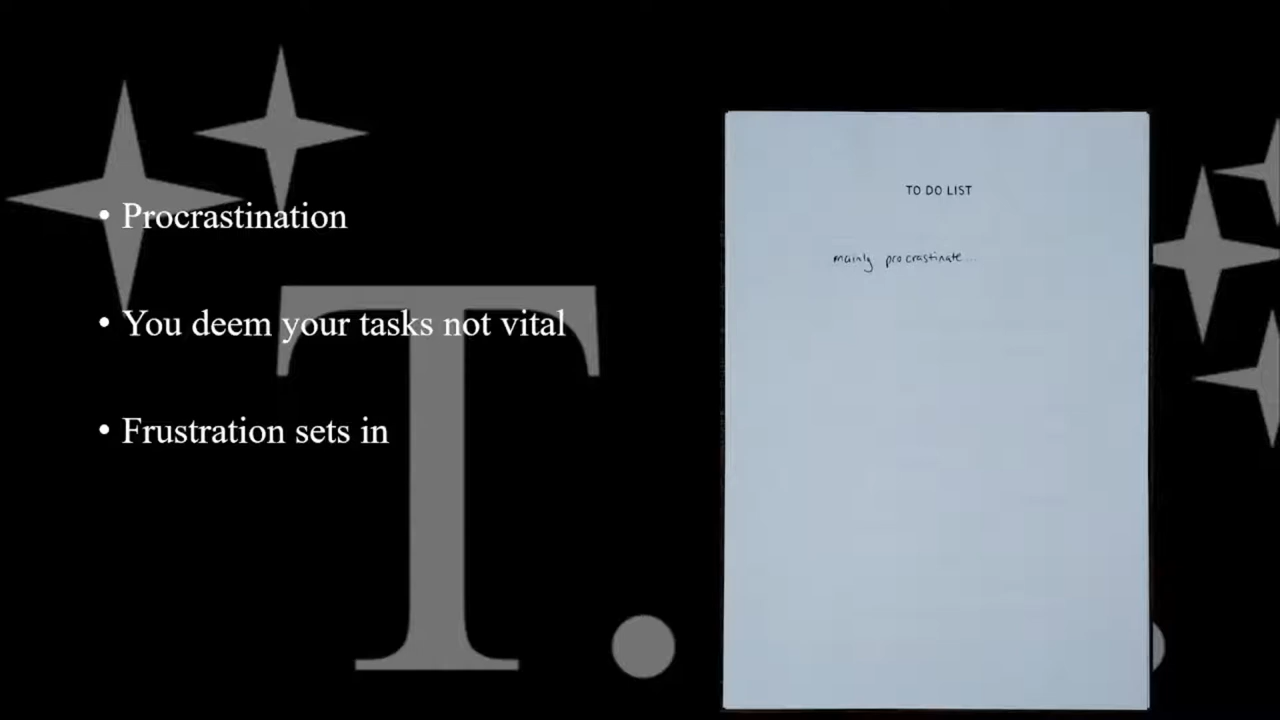 • Procrastination
• You deem your tasks not vital
• Frustration sets in
T.
TO DO LIST
mainly procrastinate...